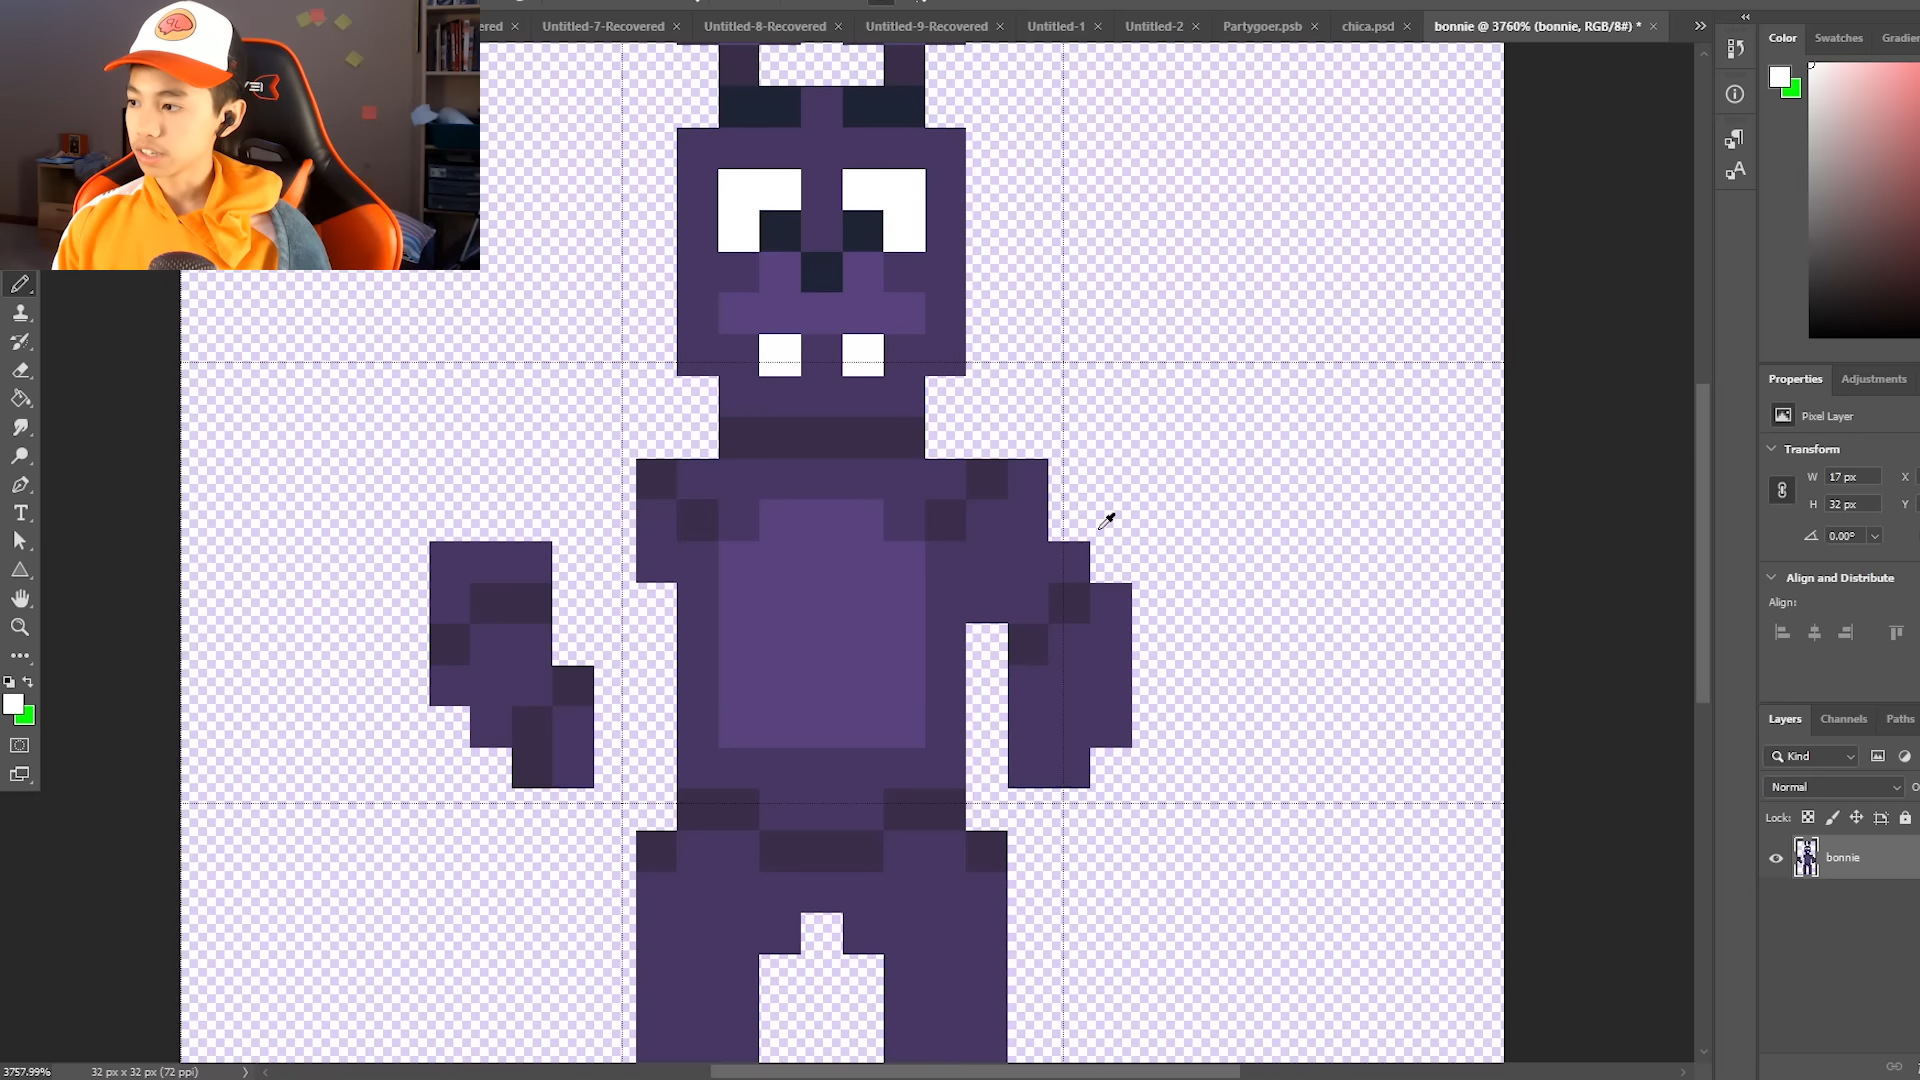 ered × Untitled-7-Recovered × Untitled-8-Recovered × Untitled-9-Recovered × Untitled-1 × Untitled-2 × Partygoer.psb × chica.psd × bonnie @ 3760% (bonnie, RGB/8#) * ×
Color Swatches Gradien
Properties Adjustments
Pixel Layer
Transform
W 17 px X
H 32 px Y
0.00°
Align and Distribute
Align:
Layers Channels Paths
Kind
Normal O
Lock:
bonnie
3757.99% 32 px x 32 px (72 ppi)